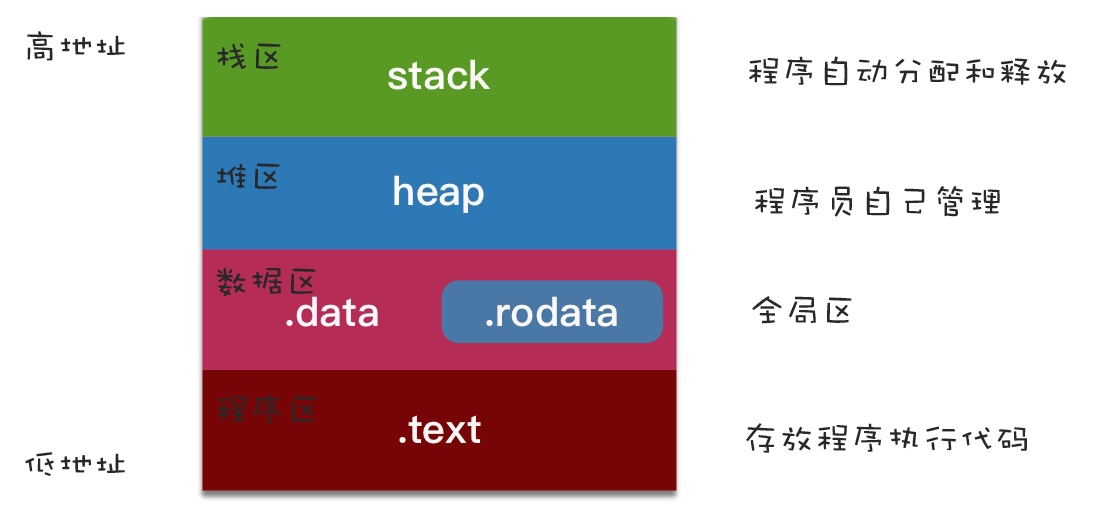 高地址
栈区
stack
程序自动分配和释放
堆区
heap
程序员自己管理
数据区
.data
.rodata
全局区
程序区
.text
存放程序执行代码
低地址